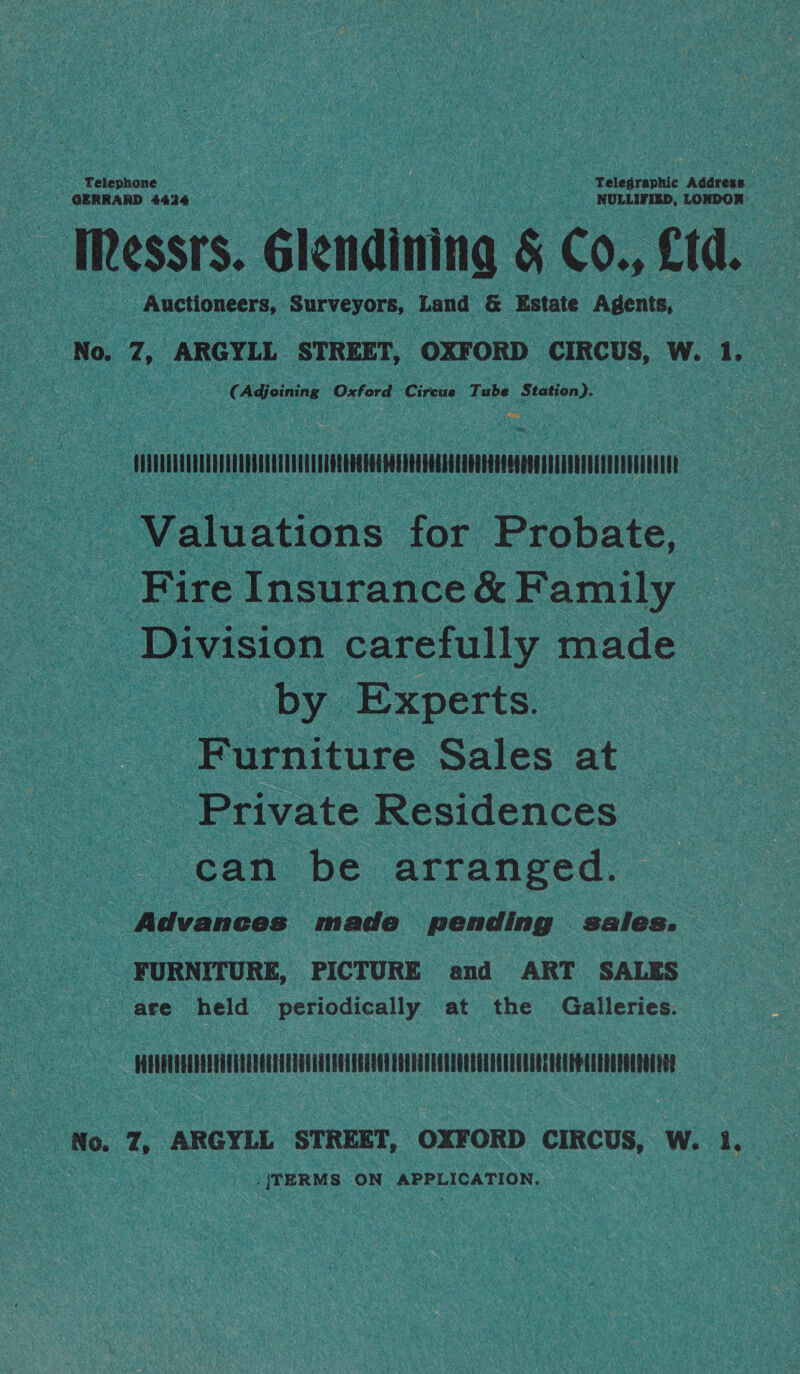 Telephone Telegraphic Address
GERRARD 4424 NULLIFIED, LONDON
Messrs. Glendining & Co., Ltd.
Auctioneers, Surveyors, Land & Estate Agents,
No. 7, ARGYLL STREET, OXFORD CIRCUS, W. 1.
(Adjoining Oxford Circus Tube Station).
Valuations for Probate,
Fire Insurance & Family
Division carefully made
by Experts.
Furniture Sales at
Private Residences
can be arranged.
Advances made pending sales.
FURNITURE, PICTURE and ART SALES
are held periodically at the Galleries.
No. 7, ARGYLL STREET, OXFORD CIRCUS, W. 1,
TERMS ON APPLICATION.